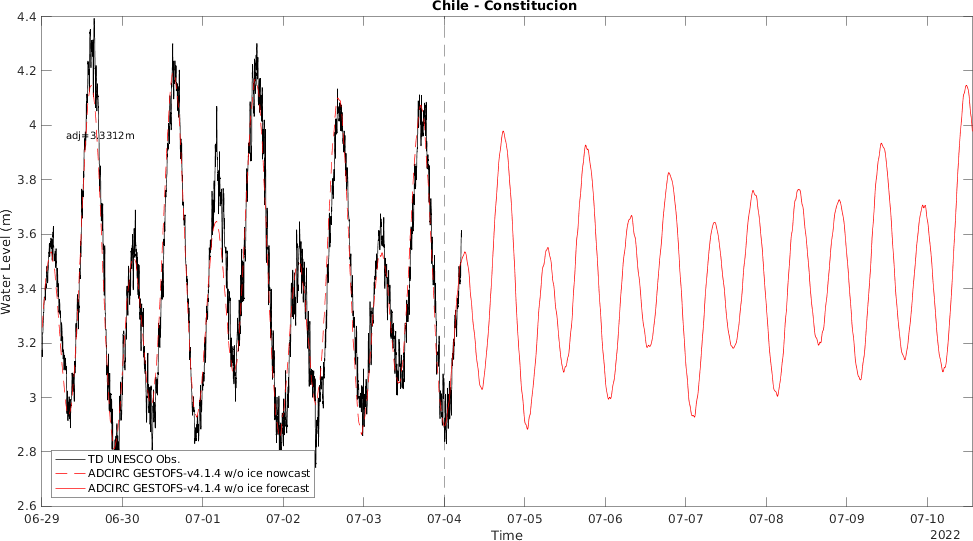 Chile - Constitucion
4.4
4.2
4
3.8
3.6
3.4
3.2
3
2.8
2.6
Water Level (m)
adj=3.3312m
TD UNESCO Obs.
ADCIRC GESTOFS-v4.1.4 w/o ice nowcast
ADCIRC GESTOFS-v4.1.4 w/o ice forecast
06-29 06-30 07-01 07-02 07-03 07-04 07-05 07-06 07-07 07-08 07-09 07-10
Time
2022